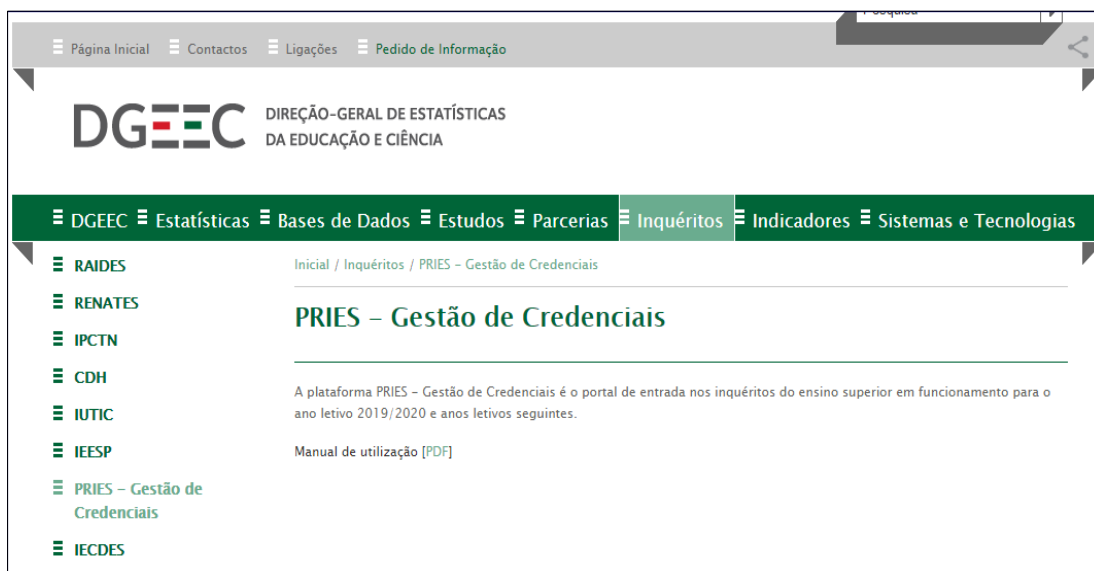 Página Inicial Contactos Ligações Pedido de Informação
DGEEC DIREÇÃO-GERAL DE ESTATÍSTICAS
DA EDUCAÇÃO E CIÊNCIA
DGEEC Estatísticas Bases de Dados Estudos Parcerias Inquéritos Indicadores Sistemas e Tecnologias
RAIDES
RENATES
IPCTN
CDH
IUTIC
IEESP
PRIES – Gestão de
Credenciais
IECDES
Inicial / Inquéritos / PRIES – Gestão de Credenciais
PRIES – Gestão de Credenciais
A plataforma PRIES – Gestão de Credenciais é o portal de entrada nos inquéritos do ensino superior em funcionamento para o
ano letivo 2019/2020 e anos letivos seguintes.
Manual de utilização [PDF]